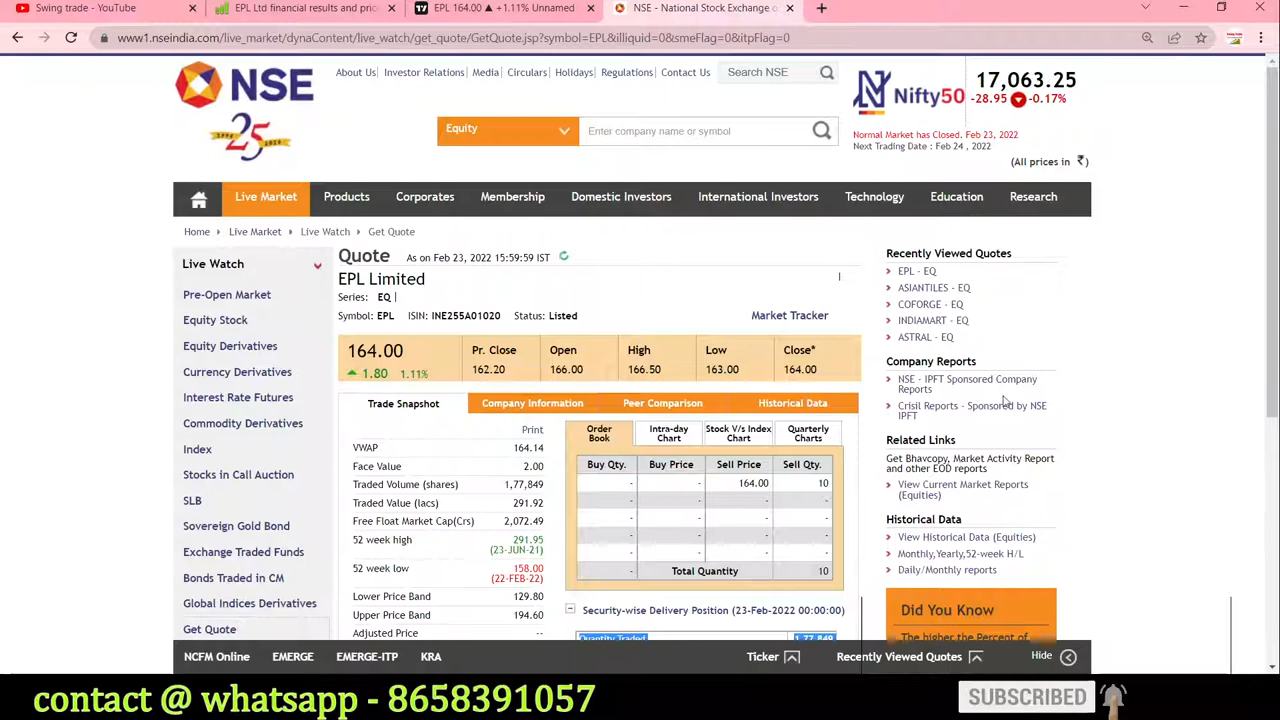 Swing trade - YouTube
EPL Ltd financial results and pri
EPL 164.00 ▲ +1.11% Unnamed
NSE - National Stock Exchange o
www1.nseindia.com/live_market/dynaContent/live_watch/get_quote/GetQuote.jsp?symbol=EPL&illiquid=0&smeFlag=0&itpFlag=0
NSE
25
About Us
Investor Relations
Media
Circulars
Holidays
Regulations
Contact Us
Search NSE
Equity
Enter company name or symbol
Nifty50
17,063.25
-28.95 -0.17%
Normal Market has Closed. Feb 23, 2022
Next Trading Date : Feb 24 , 2022
(All prices in ₹)
Live Market
Products
Corporates
Membership
Domestic Investors
International Investors
Technology
Education
Research
Home
Live Market
Live Watch
Get Quote
Live Watch
Pre-Open Market
Equity Stock
Equity Derivatives
Currency Derivatives
Interest Rate Futures
Commodity Derivatives
Index
Stocks in Call Auction
SLB
Sovereign Gold Bond
Exchange Traded Funds
Bonds Traded in CM
Global Indices Derivatives
Get Quote
Quote As on Feb 23, 2022 15:59:59 IST
EPL Limited
Series: EQ |
Symbol: EPL ISIN: INE255A01020 Status: Listed
Market Tracker
164.00
1.80 1.11%
Pr. Close Open High Low Close*
162.20 166.00 166.50 163.00 164.00
Trade Snapshot
Company Information
Peer Comparison
Historical Data
Print
VWAP 164.14
Face Value 2.00
Traded Volume (shares) 1,77,849
Traded Value (lacs) 291.92
Free Float Market Cap(Crs) 2,072.49
52 week high 291.95
(23-JUN-21)
52 week low 158.00
(22-FEB-22)
Lower Price Band 129.80
Upper Price Band 194.60
Adjusted Price --
Order Book
Intra-day Chart
Stock V/s Index Chart
Quarterly Charts
Buy Qty. Buy Price Sell Price Sell Qty.
- - 164.00 10
- - - -
- - - -
- - - -
- - - -
- Total Quantity 10
Security-wise Delivery Position (23-Feb-2022 00:00:00)
Quantity Traded 1,77,849
Recently Viewed Quotes
EPL - EQ
ASIANTILES - EQ
COFORGE - EQ
INDIAMART - EQ
ASTRAL - EQ
Company Reports
NSE - IPFT Sponsored Company
Reports
Crisil Reports - Sponsored by NSE
IPFT
Related Links
Get Bhavcopy, Market Activity Report
and other EOD reports
View Current Market Reports
(Equities)
Historical Data
View Historical Data (Equities)
Monthly,Yearly,52-week H/L
Daily/Monthly reports
Did You Know
The higher the Percent of
NCFM Online
EMERGE
EMERGE-ITP
KRA
Ticker
Recently Viewed Quotes
Hide
contact @ whatsapp - 8658391057
SUBSCRIBED